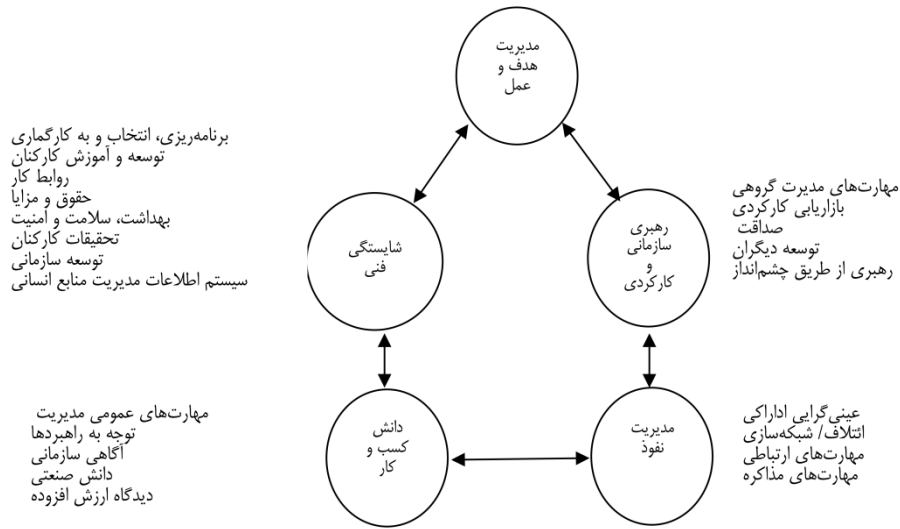 مدیریت
هدف و
عمل
برنامه‌ریزی، انتخاب و به کارگماری
توسعه و آموزش کارکنان
روابط کار
حقوق و مزایا
بهداشت، سلامت و امنیت
تحقیقات کارکنان
توسعه سازمانی
سیستم اطلاعات مدیریت منابع انسانی
شایستگی
فنی
رهبری
سازمانی
و
کارکردی
مهارت‌های مدیرت گروهی
بازاریابی کارکردی
صداقت
توسعه دیگران
رهبری از طریق چشم‌انداز
مهارت‌های عمومی مدیریت
توجه به راهبردها
آگاهی سازمانی
دانش صنعتی
دیدگاه ارزش افزوده
دانش
کسب و
کار
مدیریت
نفوذ
عینی‌گرایی اداراکی
ائتلاف/ شبکه‌سازی
مهارت‌های ارتباطی
مهارت‌های مذاکره